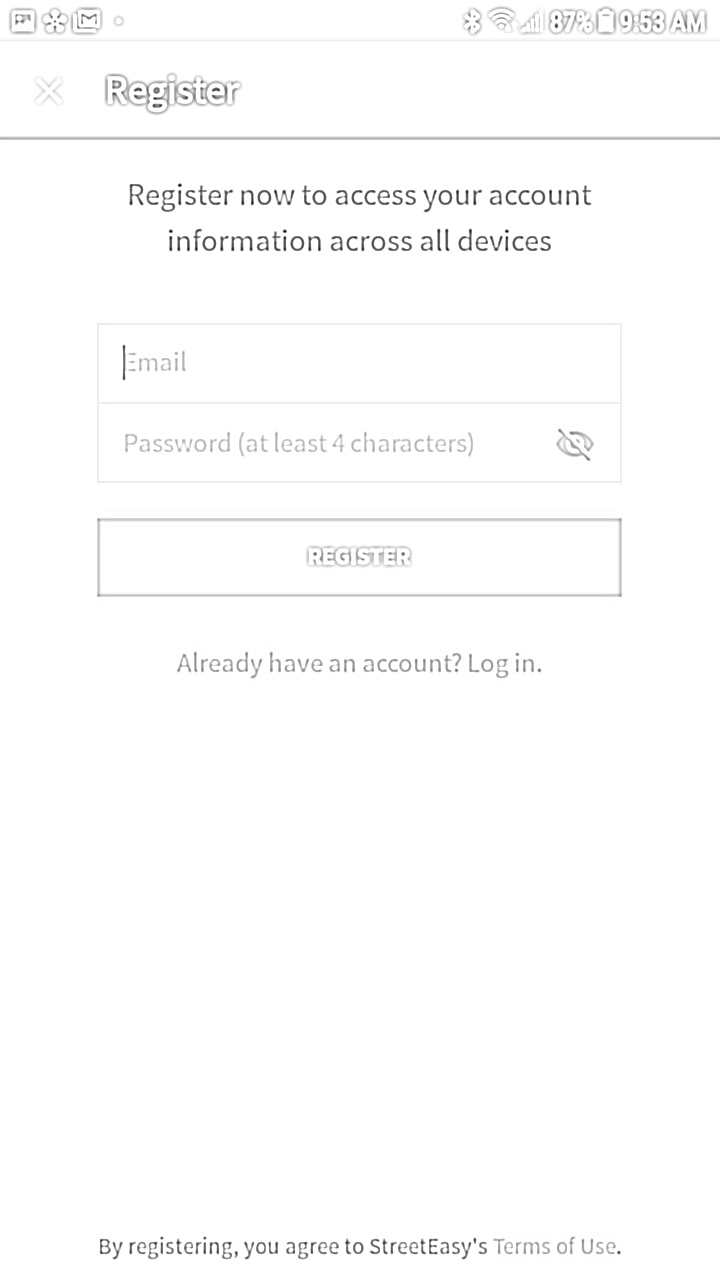 87% 9:53 AM
Register
Register now to access your account
information across all devices
Email
Password (at least 4 characters)
REGISTER
Already have an account? Log in.
By registering, you agree to StreetEasy's Terms of Use.